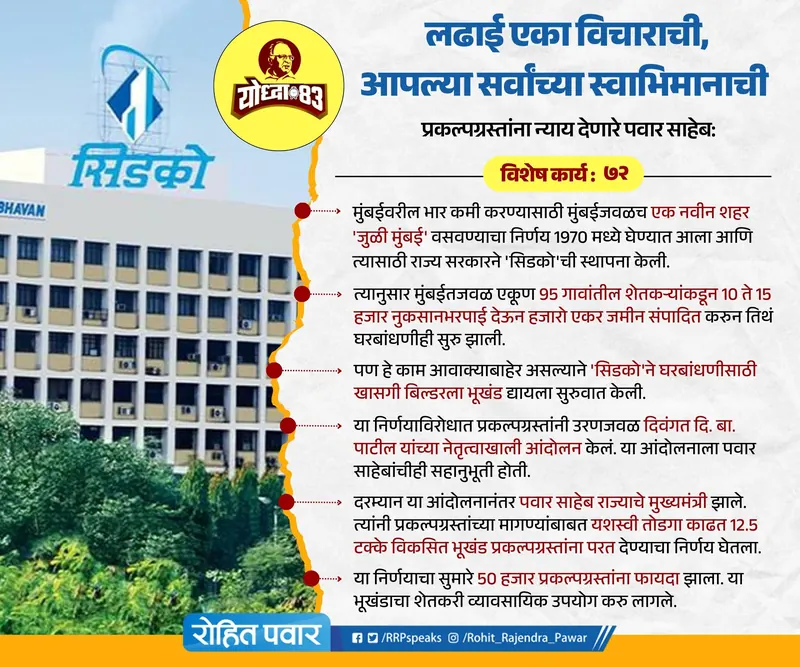 लढाई एका विचाराची,
आपल्या सर्वांच्या स्वाभिमानाची
योध्दा@८३
प्रकल्पग्रस्तांना न्याय देणारे पवार साहेब:
विशेष कार्य : ७२
सिडको
BHAVAN
मुंबईवरील भार कमी करण्यासाठी मुंबईजवळच एक नवीन शहर
'जुळी मुंबई' वसवण्याचा निर्णय 1970 मध्ये घेण्यात आला आणि
त्यासाठी राज्य सरकारने 'सिडको'ची स्थापना केली.
त्यानुसार मुंबईतजवळ एकूण 95 गावांतील शेतकऱ्यांकडून 10 ते 15
हजार नुकसानभरपाई देऊन हजारो एकर जमीन संपादित करुन तिथं
घरबांधणीही सुरु झाली.
पण हे काम आवाक्याबाहेर असल्याने 'सिडको'ने घरबांधणीसाठी
खासगी बिल्डरला भूखंड द्यायला सुरुवात केली.
या निर्णयाविरोधात प्रकल्पग्रस्तांनी उरणजवळ दिवंगत दि. बा.
पाटील यांच्या नेतृत्वाखाली आंदोलन केलं. या आंदोलनाला पवार
साहेबांचीही सहानुभूती होती.
दरम्यान या आंदोलनानंतर पवार साहेब राज्याचे मुख्यमंत्री झाले.
त्यांनी प्रकल्पग्रस्तांच्या मागण्यांबाबत यशस्वी तोडगा काढत 12.5
टक्के विकसित भूखंड प्रकल्पग्रस्तांना परत देण्याचा निर्णय घेतला.
या निर्णयाचा सुमारे 50 हजार प्रकल्पग्रस्तांना फायदा झाला. या
भूखंडाचा शेतकरी व्यावसायिक उपयोग करु लागले.
रोहित पवार
/RRPspeaks /Rohit_Rajendra_Pawar